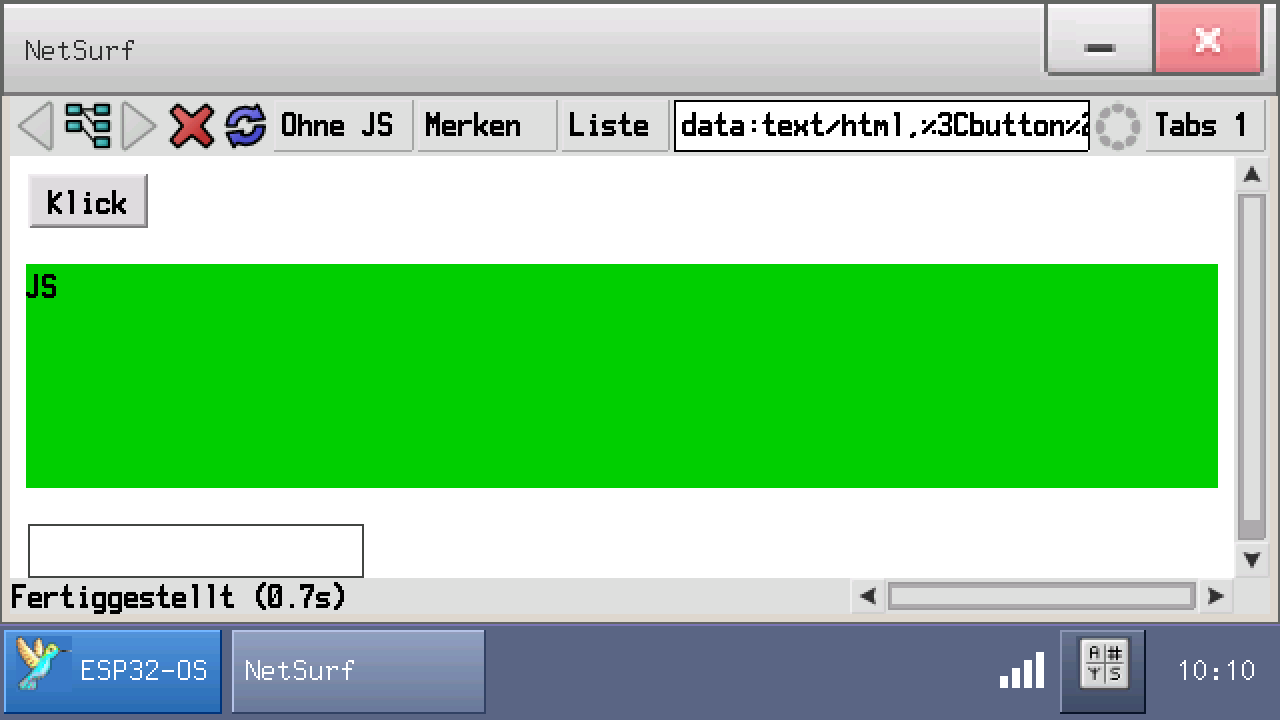 NetSurf
Ohne JS Merken Liste data:text/html,%3Cbutton%2 Tabs 1
Klick
JS
Fertiggestellt (0.7s)
ESP32-OS NetSurf A # Y S 10:10